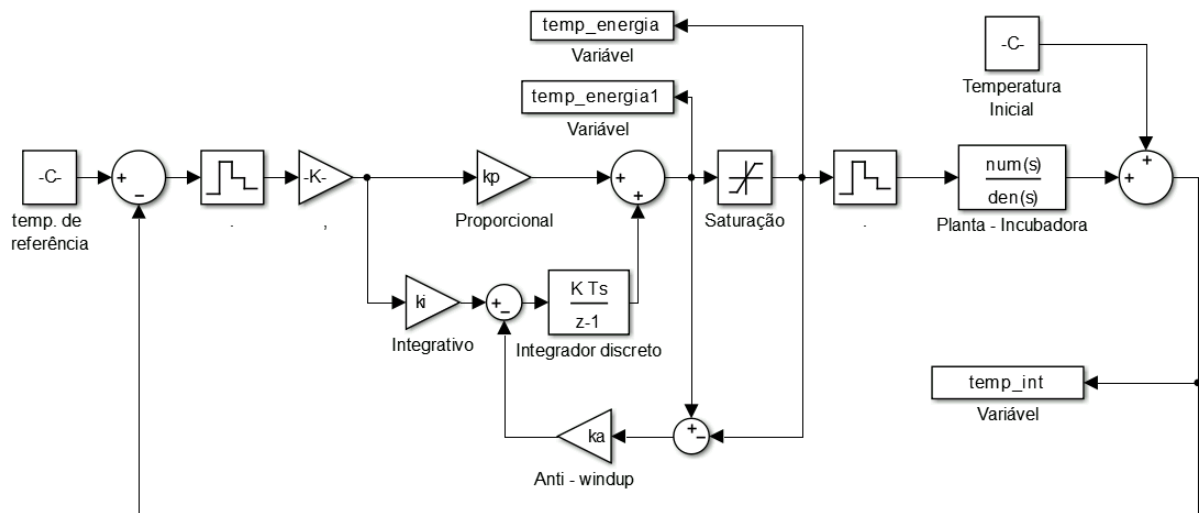 temp_energia
Variável
-C-
Temperatura
Inicial
temp_energia1
Variável
-C-
temp. de
referência
+
−
.
-K-
,
kp
Proporcional
+
+
Saturação
.
num(s)
den(s)
Planta - Incubadora
+
+
ki
Integrativo
+
−
K Ts
z-1
Integrador discreto
temp_int
Variável
ka
Anti - windup
+
−